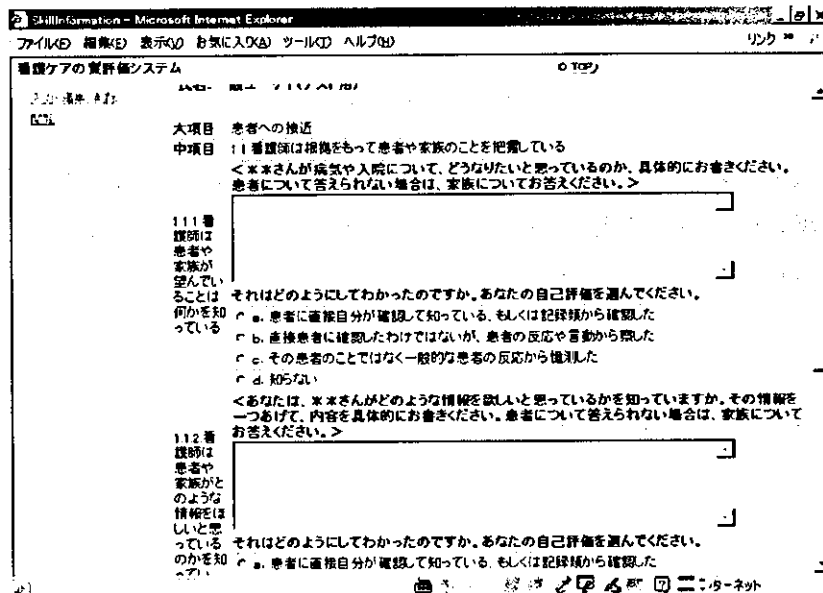 SkillInformation - Microsoft Internet Explorer
ファイル(F) 編集(E) 表示(V) お気に入り(A) ツール(T) ヘルプ(H)
リンク »
看護ケアの質評価システム
TOP
大項目 患者への接近
中項目 11看護師は根拠をもって患者や家族のことを把握している
<**さんが病気や入院について、どうなりたいと思っているのか、具体的にお書きください。
患者について答えられない場合は、家族についてお答えください。>
111看
護師は
患者や
家族が
望んでい
ることは
何かを知
っている
それはどのようにしてわかったのですか。あなたの自己評価を選んでください。
a. 患者に直接自分が確認して知っている、もしくは記録類から確認した
b. 直接患者に確認したわけではないが、患者の反応や言動から察した
c. その患者のことではなく一般的な患者の反応から憶測した
d. 知らない
<あなたは、**さんがどのような情報を欲しいと思っているかを知っていますか。その情報を
一つあげて、内容を具体的にお書きください。患者について答えられない場合は、家族について
お答えください。>
1.1.2 看
護師は
患者や
家族がど
のような
情報をほ
しいと思
っている
のかを知
それはどのようにしてわかったのですか。あなたの自己評価を選んでください。
a. 患者に直接自分が確認して知っている、もしくは記録類から確認した
インターネット